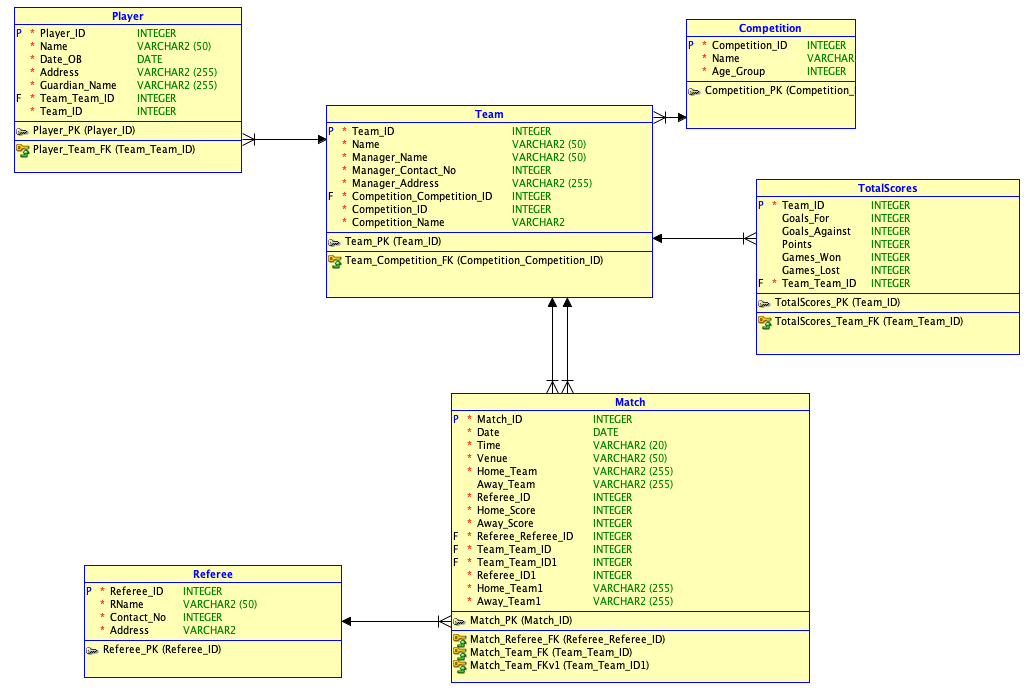 Player
P * Player_ID INTEGER
* Name VARCHAR2 (50)
* Date_OB DATE
* Address VARCHAR2 (255)
* Guardian_Name VARCHAR2 (255)
F * Team_Team_ID INTEGER
* Team_ID INTEGER
Player_PK (Player_ID)
Player_Team_FK (Team_Team_ID)
Competition
P * Competition_ID INTEGER
* Name VARCHAR
* Age_Group INTEGER
Competition_PK (Competition_
Team
P * Team_ID INTEGER
* Name VARCHAR2 (50)
* Manager_Name VARCHAR2 (50)
* Manager_Contact_No INTEGER
* Manager_Address VARCHAR2 (255)
F * Competition_Competition_ID INTEGER
* Competition_ID INTEGER
* Competition_Name VARCHAR2
Team_PK (Team_ID)
Team_Competition_FK (Competition_Competition_ID)
TotalScores
P * Team_ID INTEGER
Goals_For INTEGER
Goals_Against INTEGER
Points INTEGER
Games_Won INTEGER
Games_Lost INTEGER
F * Team_Team_ID INTEGER
TotalScores_PK (Team_ID)
TotalScores_Team_FK (Team_Team_ID)
Match
P * Match_ID INTEGER
* Date DATE
* Time VARCHAR2 (20)
* Venue VARCHAR2 (50)
* Home_Team VARCHAR2 (255)
Away_Team VARCHAR2 (255)
* Referee_ID INTEGER
* Home_Score INTEGER
* Away_Score INTEGER
F * Referee_Referee_ID INTEGER
F * Team_Team_ID INTEGER
F * Team_Team_ID1 INTEGER
* Referee_ID1 INTEGER
* Home_Team1 VARCHAR2 (255)
* Away_Team1 VARCHAR2 (255)
Match_PK (Match_ID)
Match_Referee_FK (Referee_Referee_ID)
Match_Team_FK (Team_Team_ID)
Match_Team_FKv1 (Team_Team_ID1)
Referee
P * Referee_ID INTEGER
* RName VARCHAR2 (50)
* Contact_No INTEGER
* Address VARCHAR2
Referee_PK (Referee_ID)